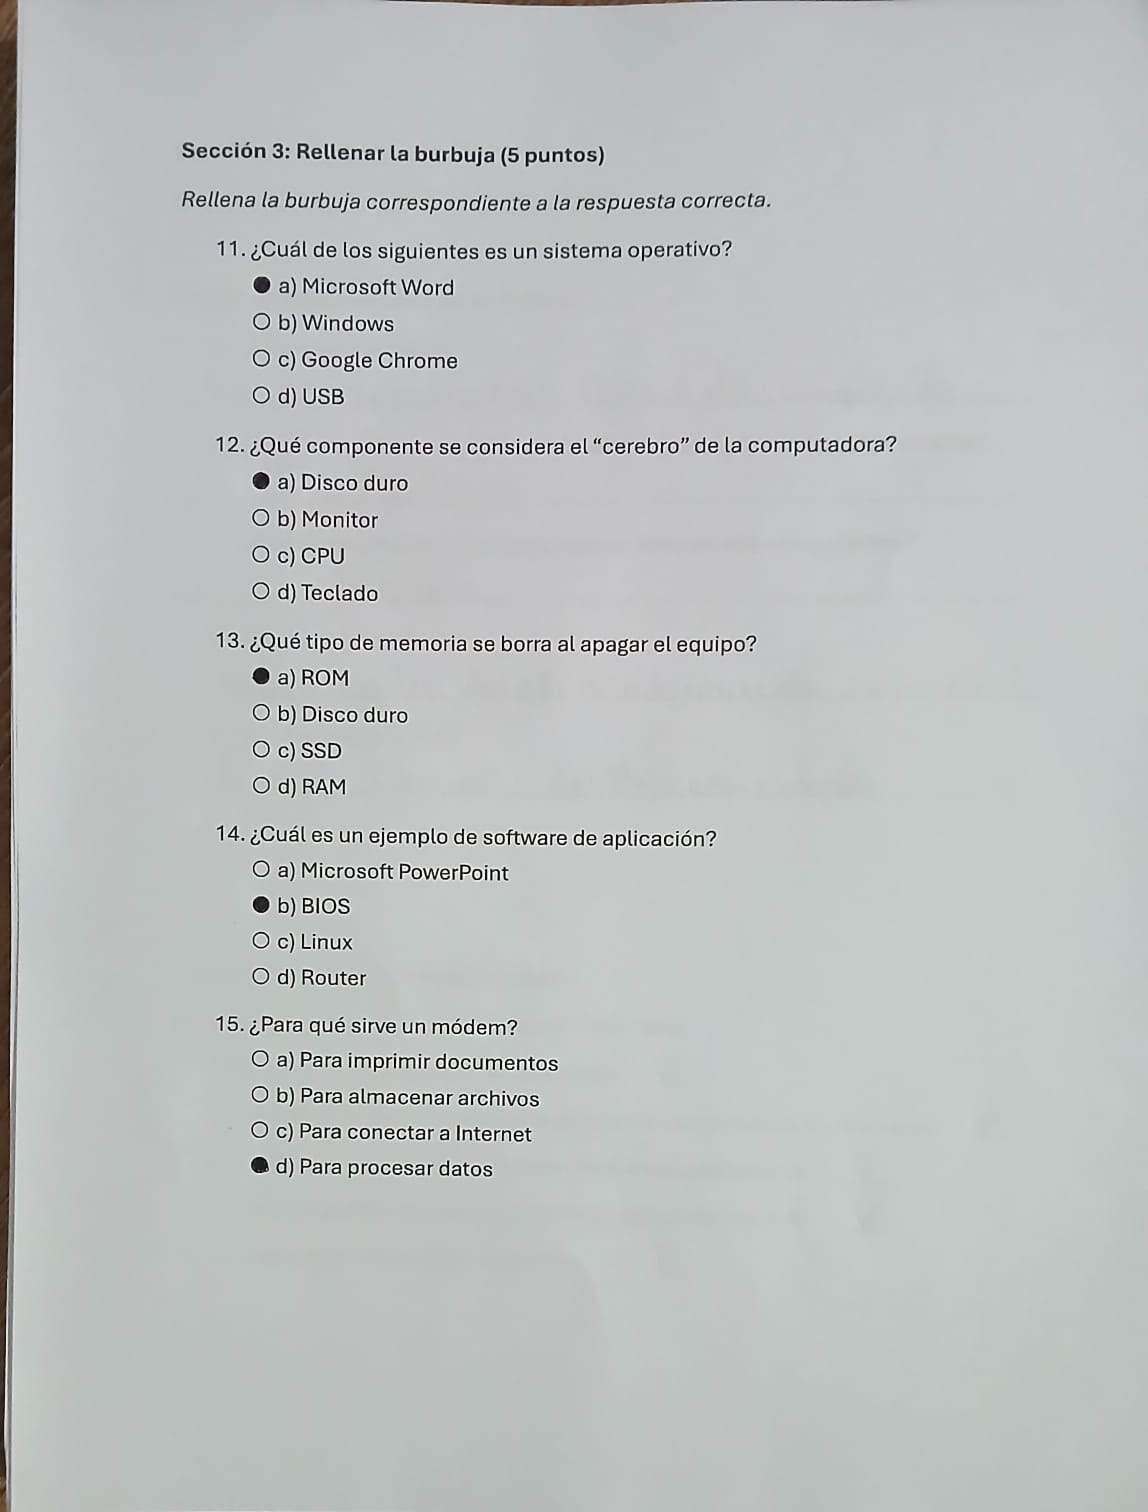 Sección 3: Rellenar la burbuja (5 puntos)
Rellena la burbuja correspondiente a la respuesta correcta.
11. ¿Cuál de los siguientes es un sistema operativo?
● a) Microsoft Word
○ b) Windows
○ c) Google Chrome
○ d) USB
12. ¿Qué componente se considera el “cerebro” de la computadora?
● a) Disco duro
○ b) Monitor
○ c) CPU
○ d) Teclado
13. ¿Qué tipo de memoria se borra al apagar el equipo?
● a) ROM
○ b) Disco duro
○ c) SSD
○ d) RAM
14. ¿Cuál es un ejemplo de software de aplicación?
○ a) Microsoft PowerPoint
● b) BIOS
○ c) Linux
○ d) Router
15. ¿Para qué sirve un módem?
○ a) Para imprimir documentos
○ b) Para almacenar archivos
○ c) Para conectar a Internet
● d) Para procesar datos